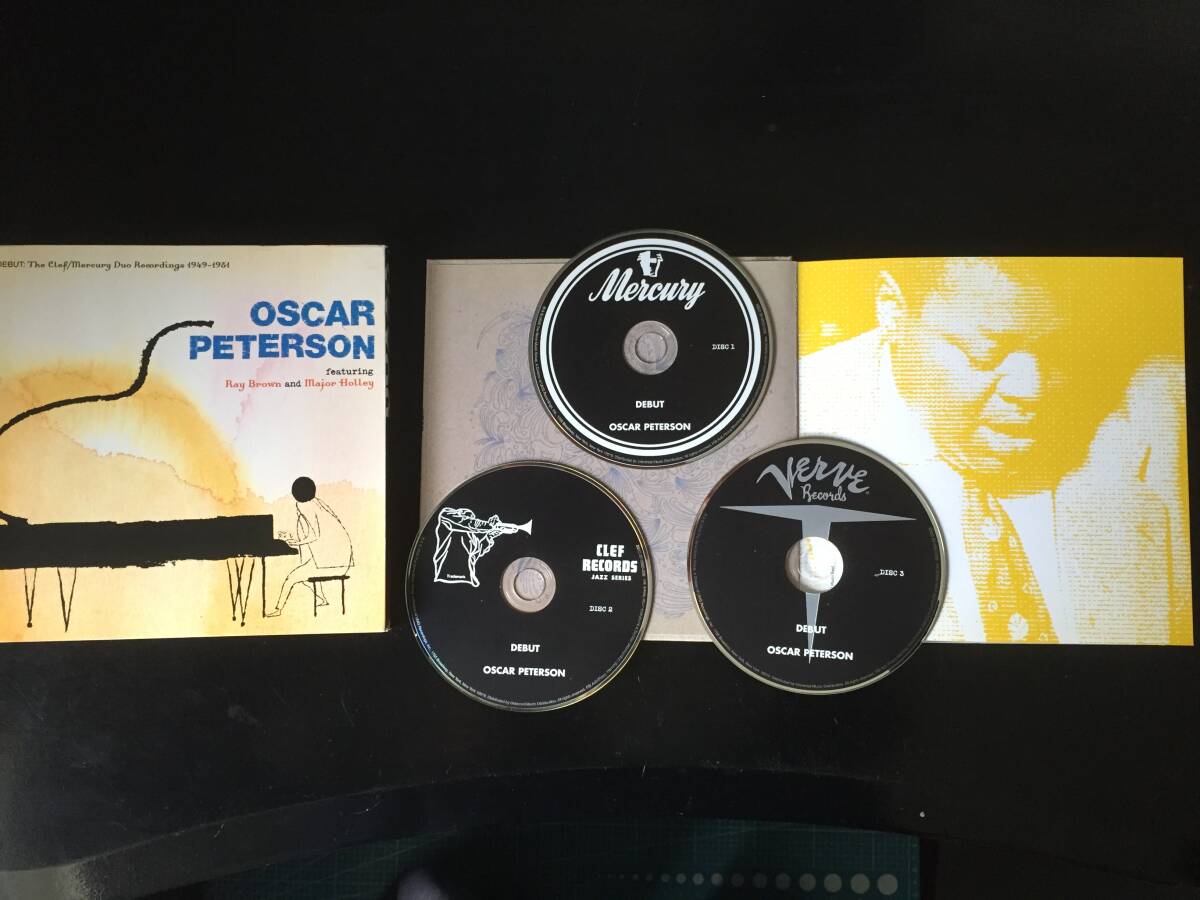 DEBUT: The Clef/Mercury Duo Recordings 1949-1951
OSCAR
PETERSON
featuring
Ray Brown and Major Holley
Mercury
DISC 1
DEBUT
OSCAR PETERSON
Trademark
CLEF
RECORDS
JAZZ SERIES
DISC 2
DEBUT
OSCAR PETERSON
VERVE
Records
DISC 3
DEBUT
OSCAR PETERSON